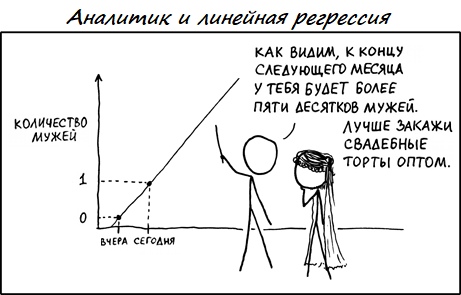 Аналитик и линейная регрессия
КАК ВИДИМ, К КОНЦУ
СЛЕДУЮЩЕГО МЕСЯЦА
У ТЕБЯ БУДЕТ БОЛЕЕ
ПЯТИ ДЕСЯТКОВ МУЖЕЙ.
ЛУЧШЕ ЗАКАЖИ
СВАДЕБНЫЕ
ТОРТЫ ОПТОМ.
КОЛИЧЕСТВО
МУЖЕЙ
1
0
ВЧЕРА СЕГОДНЯ